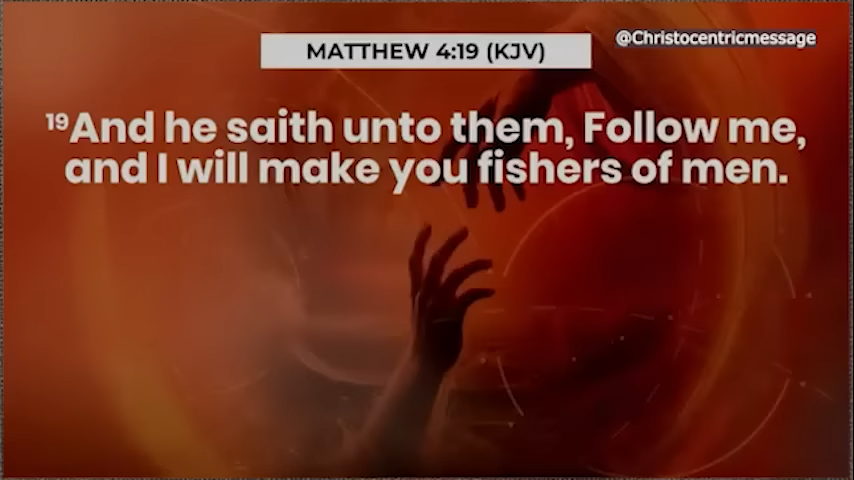 MATTHEW 4:19 (KJV)
@Christocentricmessage
¹⁹And he saith unto them, Follow me,
and I will make you fishers of men.